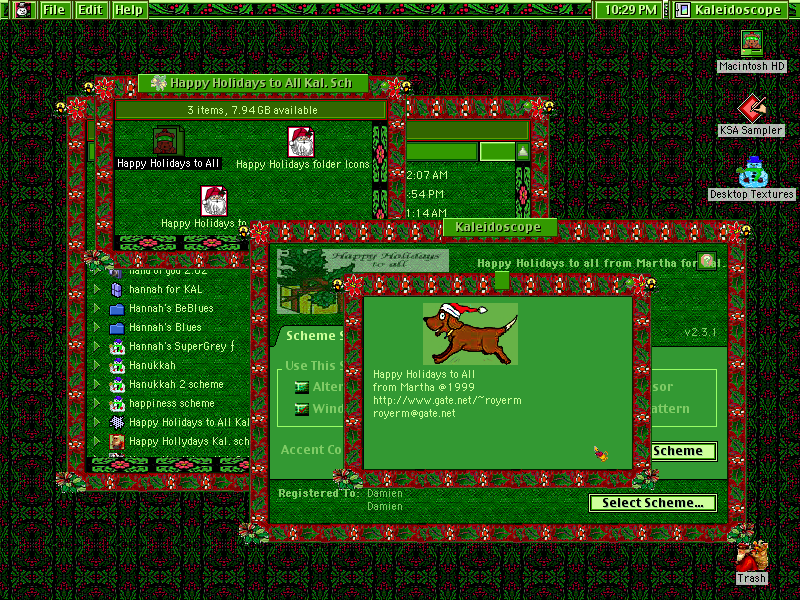 File Edit Help
10:29 PM Kaleidoscope
Macintosh HD
KSA Sampler
Desktop Textures
Trash
Happy Holidays to All Kal. Sch
3 items, 7.94GB available
Happy Holidays to All
Happy Holidays folder Icons
Happy Holidays to
2:07 AM
:54 PM
1:14 AM
hand of god 2.02
hannah for KAL
Hannah's BeBlues
Hannah's Blues
Hannah's SuperGrey ƒ
Hanukkah
Hanukkah 2 scheme
happiness scheme
Happy Holidays to All Kal
Happy Hollydays Kal. sch
Kaleidoscope
Happy Holidays
to all
Happy Holidays to all from Martha for Kal.
v2.3.1
Scheme S
Use This S
Alter
Wind
sor
attern
Accent Co
Scheme
Registered To: Damien
Damien
Select Scheme...
Happy Holidays to All
from Martha @1999
http://www.gate.net/~royerm
royerm@gate.net